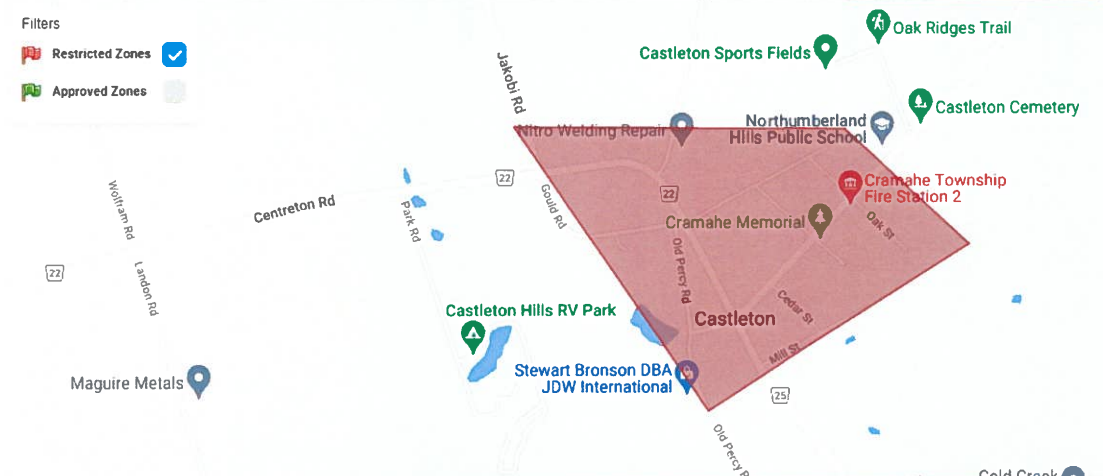 Filters
Restricted Zones
Approved Zones
Oak Ridges Trail
Castleton Sports Fields
Jakobi Rd
Castleton Cemetery
Nitro Welding Repair
Northumberland
Hills Public School
22
Cramahe Township
Fire Station 2
Wolfram Rd
Centreton Rd
Park Rd
Gould Rd
22
Cramahe Memorial
Oak St
22
Landon Rd
Old Percy Rd
Castleton Hills RV Park
Castleton
Cedar St
Mill St
Maguire Metals
Stewart Bronson DBA
JDW International
25
Old Percy R